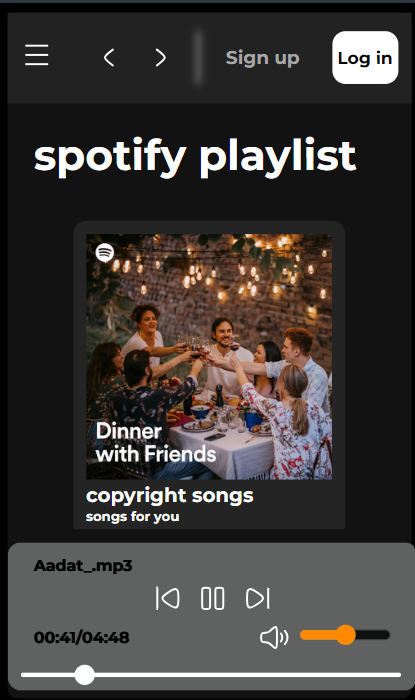 Sign up
Log in
spotify playlist
Dinner
with Friends
copyright songs
songs for you
Aadat_.mp3
00:41/04:48